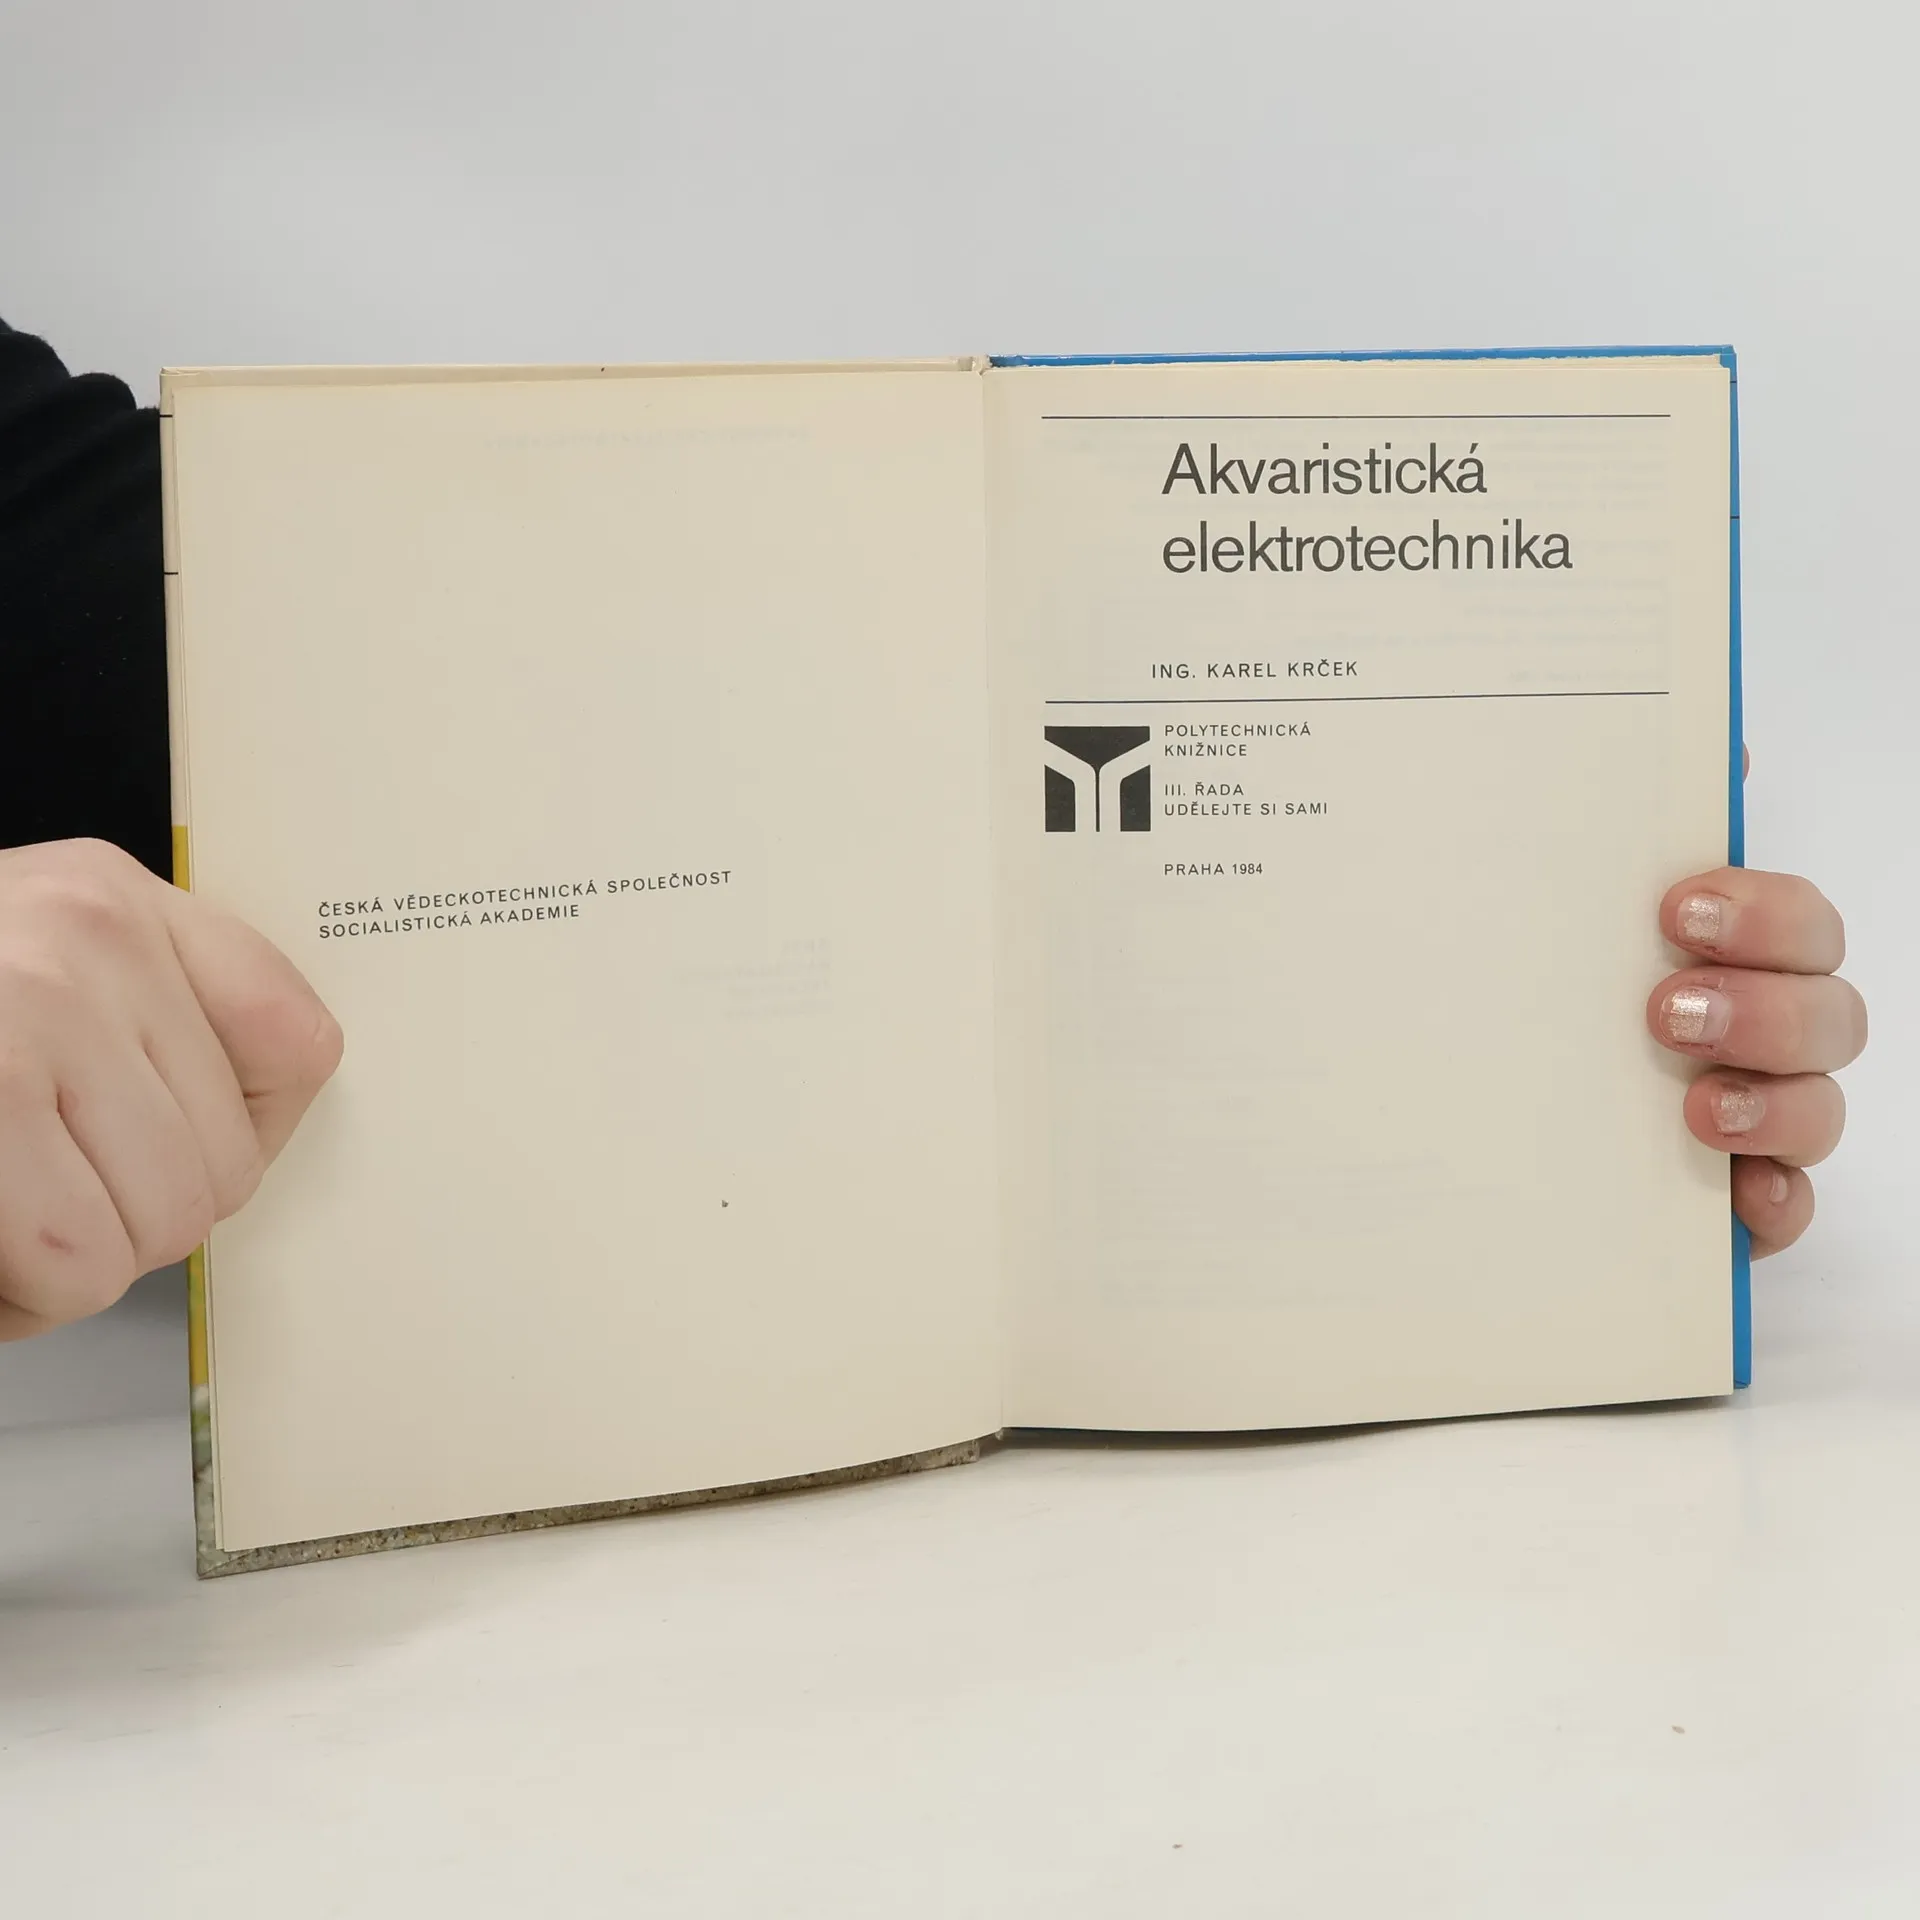 ČESKÁ VĚDECKOTECHNICKÁ SPOLEČNOST
SOCIALISTICKÁ AKADEMIE
Akvaristická
elektrotechnika
ING. KAREL KRČEK
POLYTECHNICKÁ
KNIŽNICE
III. ŘADA
UDĚLEJTE SI SAMI
PRAHA 1984